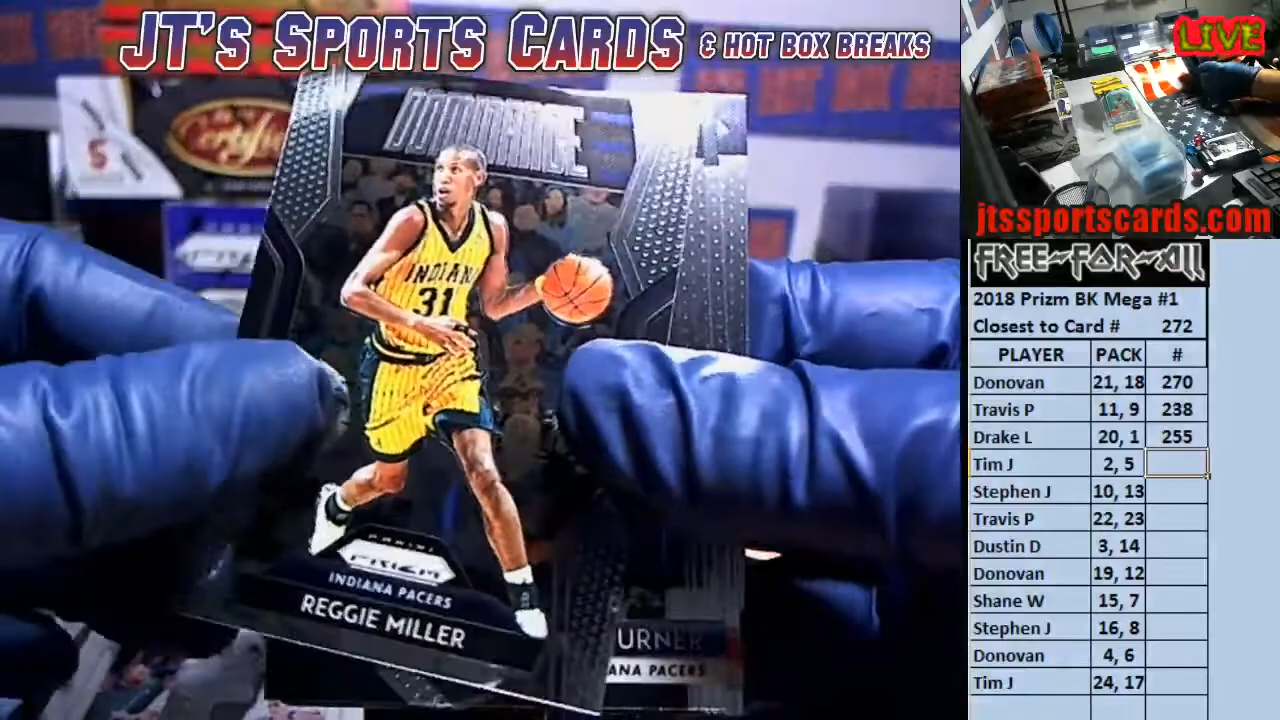 JT's Sports Cards & Hot Box Breaks
LIVE
jtssportscards.com
FREE-FOR-ALL
2018 Prizm BK Mega #1
Closest to Card # 272
PLAYER PACK #
Donovan 21, 18 270
Travis P 11, 9 238
Drake L 20, 1 255
Tim J 2, 5
Stephen J 10, 13
Travis P 22, 23
Dustin D 3, 14
Donovan 19, 12
Shane W 15, 7
Stephen J 16, 8
Donovan 4, 6
Tim J 24, 17
DOMINANCE
INDIANA
31
PANINI
PRIZM
INDIANA PACERS
REGGIE MILLER
URNER
ANA PACERS